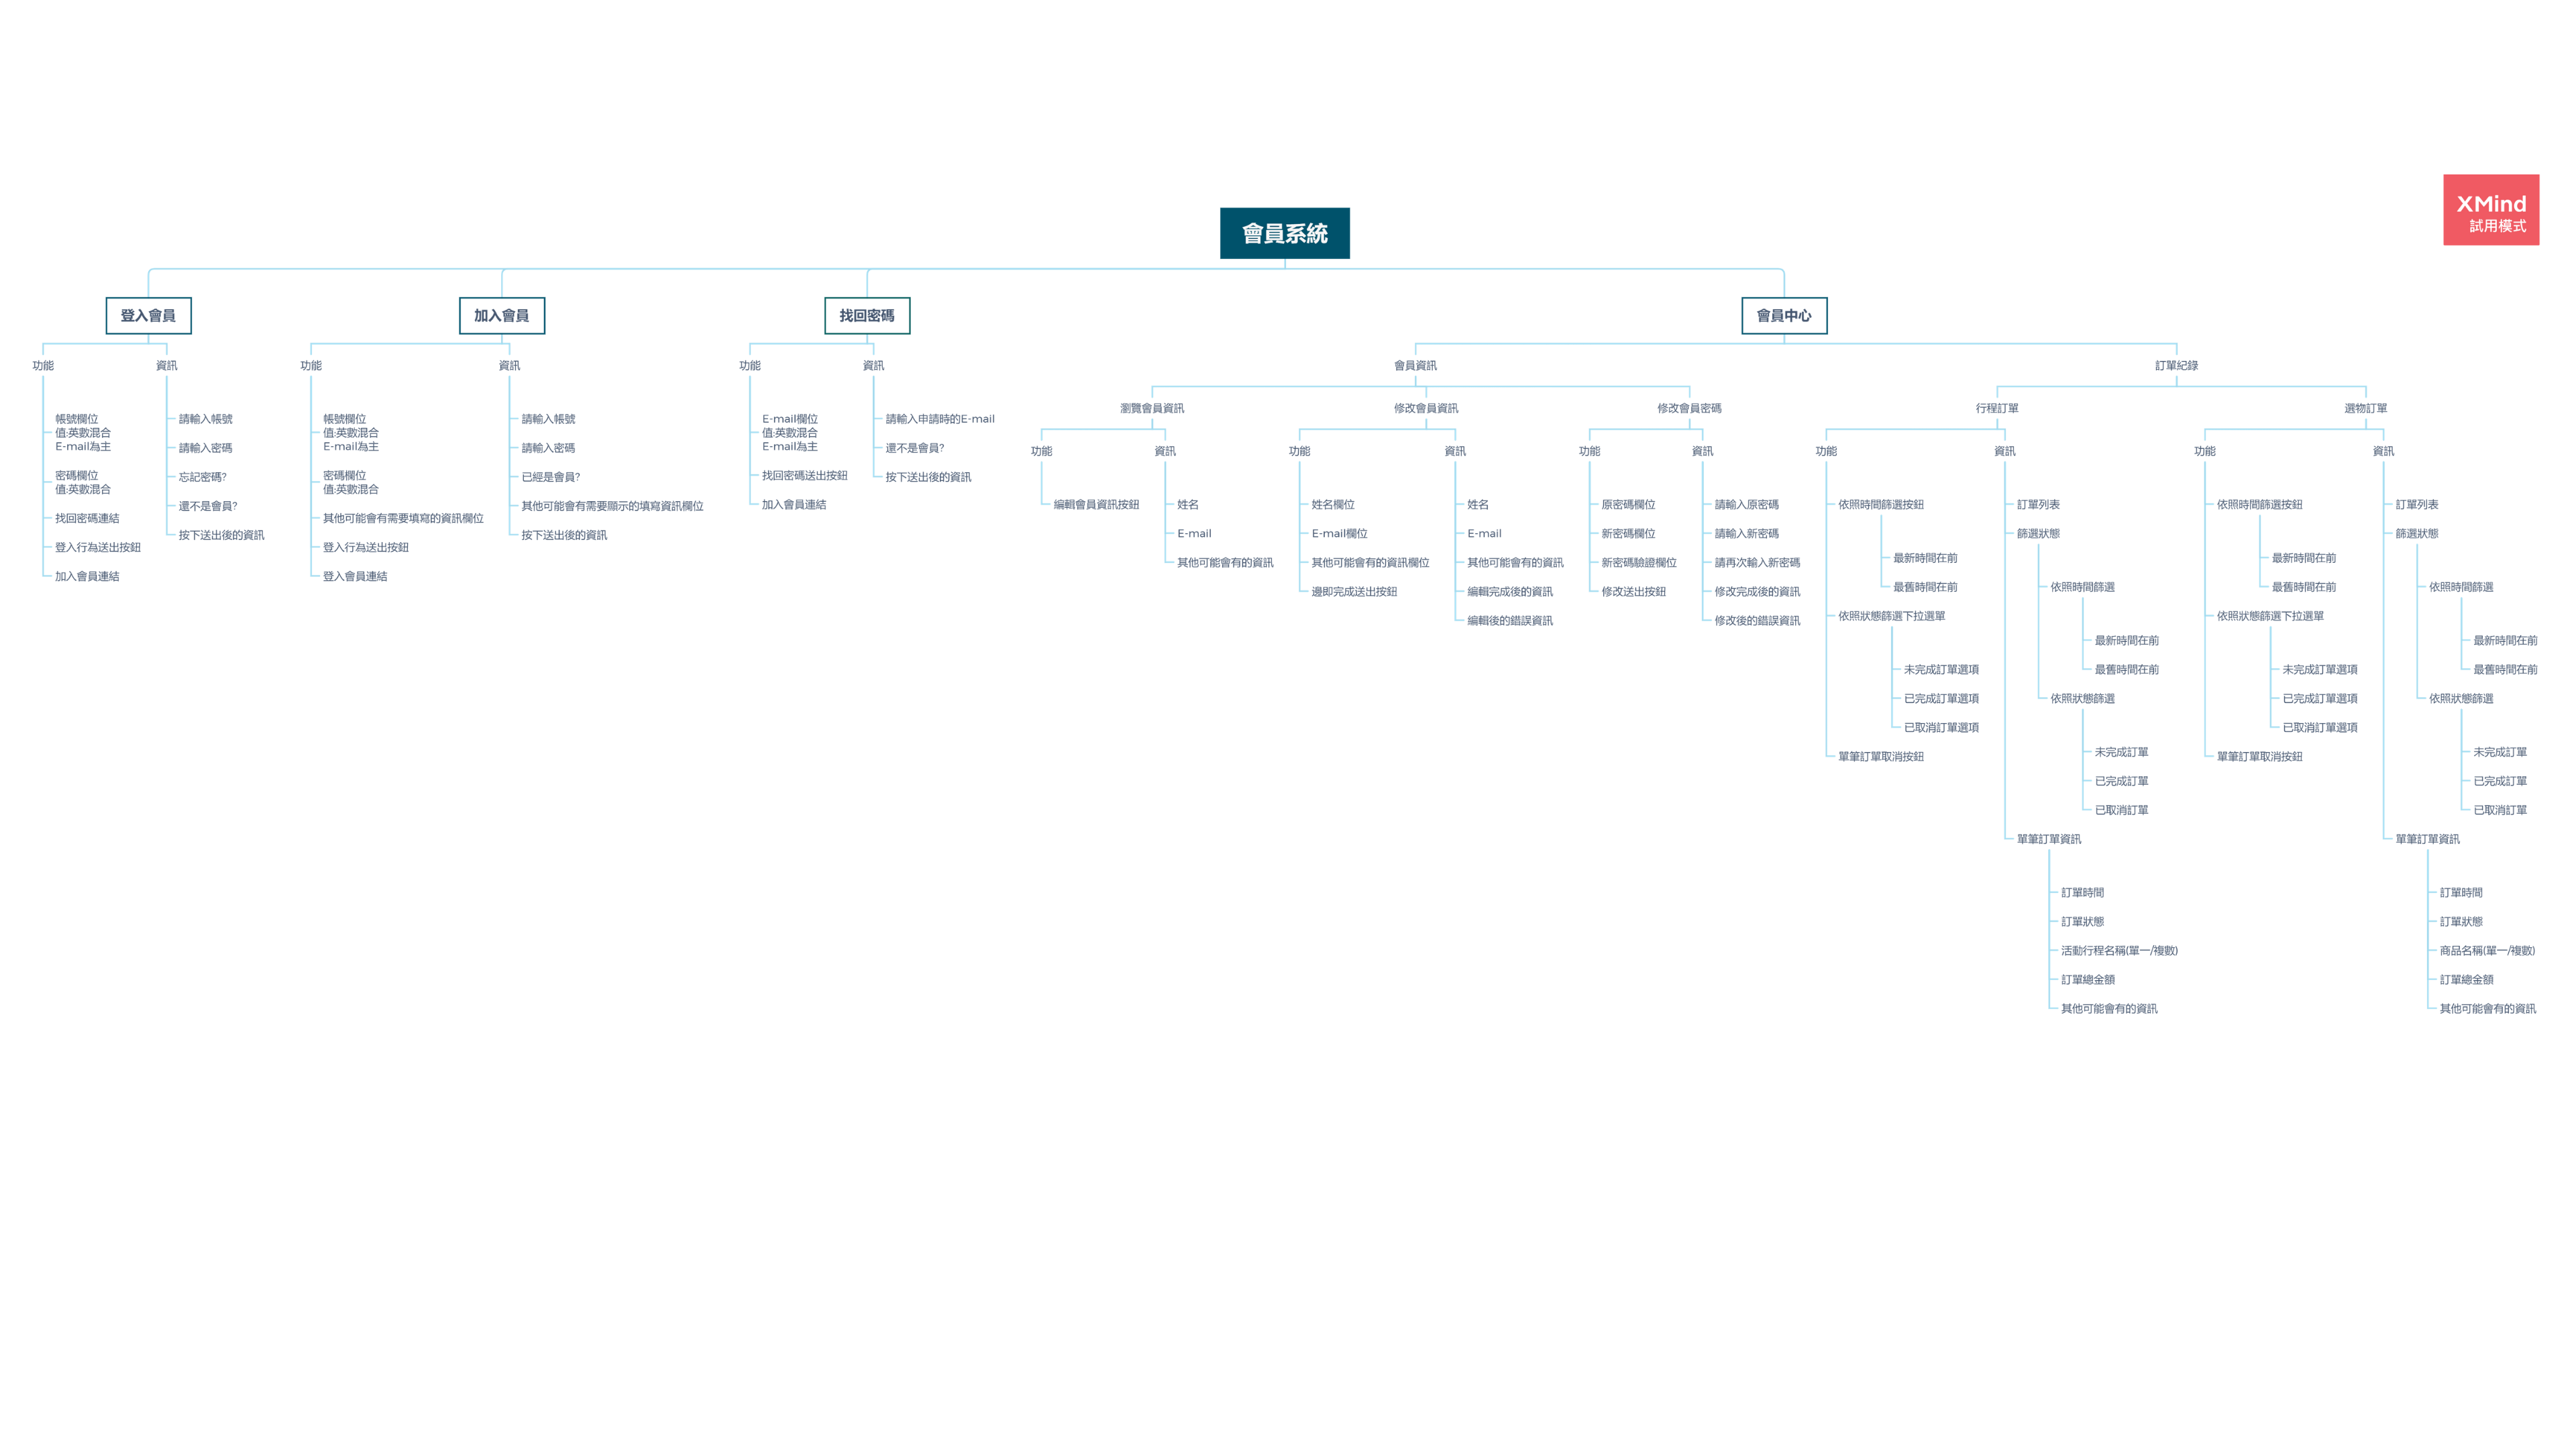 XMind
試用模式
會員系統
登入會員
功能
帳號欄位
值:英數混合
E-mail為主
密碼欄位
值:英數混合
找回密碼連結
登入行為送出按鈕
加入會員連結
資訊
請輸入帳號
請輸入密碼
忘記密碼?
還不是會員?
按下送出後的資訊
加入會員
功能
帳號欄位
值:英數混合
E-mail為主
密碼欄位
值:英數混合
其他可能會有需要填寫的資訊欄位
登入行為送出按鈕
登入會員連結
資訊
請輸入帳號
請輸入密碼
已經是會員?
其他可能會有需要顯示的填寫資訊欄位
按下送出後的資訊
找回密碼
功能
E-mail欄位
值:英數混合
E-mail為主
找回密碼送出按鈕
加入會員連結
資訊
請輸入申請時的E-mail
還不是會員?
按下送出後的資訊
會員中心
會員資訊
瀏覽會員資訊
功能
編輯會員資訊按鈕
資訊
姓名
E-mail
其他可能會有的資訊
修改會員資訊
功能
姓名欄位
E-mail欄位
其他可能會有的資訊欄位
邊即完成送出按鈕
資訊
姓名
E-mail
其他可能會有的資訊
編輯完成後的資訊
編輯後的錯誤資訊
修改會員密碼
功能
原密碼欄位
新密碼欄位
新密碼驗證欄位
修改送出按鈕
資訊
請輸入原密碼
請輸入新密碼
請再次輸入新密碼
修改完成後的資訊
修改後的錯誤資訊
訂單紀錄
行程訂單
功能
依照時間篩選按鈕
最新時間在前
最舊時間在前
依照狀態篩選下拉選單
未完成訂單選項
已完成訂單選項
已取消訂單選項
單筆訂單取消按鈕
資訊
訂單列表
篩選狀態
依照時間篩選
最新時間在前
最舊時間在前
依照狀態篩選
未完成訂單
已完成訂單
已取消訂單
單筆訂單資訊
訂單時間
訂單狀態
活動行程名稱(單一/複數)
訂單總金額
其他可能會有的資訊
選物訂單
功能
依照時間篩選按鈕
最新時間在前
最舊時間在前
依照狀態篩選下拉選單
未完成訂單選項
已完成訂單選項
已取消訂單選項
單筆訂單取消按鈕
資訊
訂單列表
篩選狀態
依照時間篩選
最新時間在前
最舊時間在前
依照狀態篩選
未完成訂單
已完成訂單
已取消訂單
單筆訂單資訊
訂單時間
訂單狀態
商品名稱(單一/複數)
訂單總金額
其他可能會有的資訊